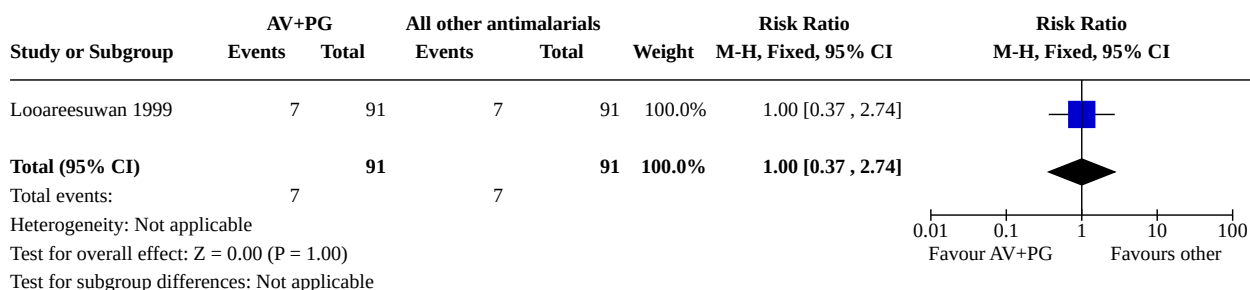 AV+PG All other antimalarials Risk Ratio Risk Ratio
Study or Subgroup Events Total Events Total Weight M-H, Fixed, 95% CI M-H, Fixed, 95% CI
Looareesuwan 1999 7 91 7 91 100.0% 1.00 [0.37 , 2.74]
Total (95% CI) 91 91 100.0% 1.00 [0.37 , 2.74]
Total events: 7 7
Heterogeneity: Not applicable
0.01 0.1 1 10 100
Test for overall effect: Z = 0.00 (P = 1.00) Favour AV+PG Favours other
Test for subgroup differences: Not applicable